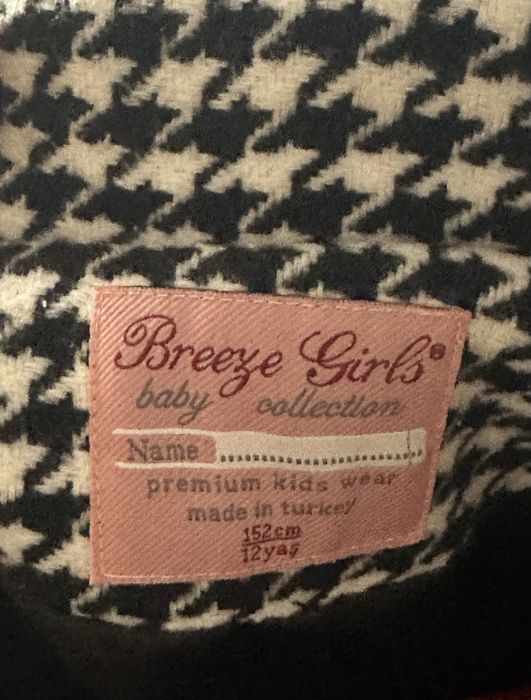 Breeze Girls®
baby collection
Name
premium kids wear
made in turkey
152cm
12yaş